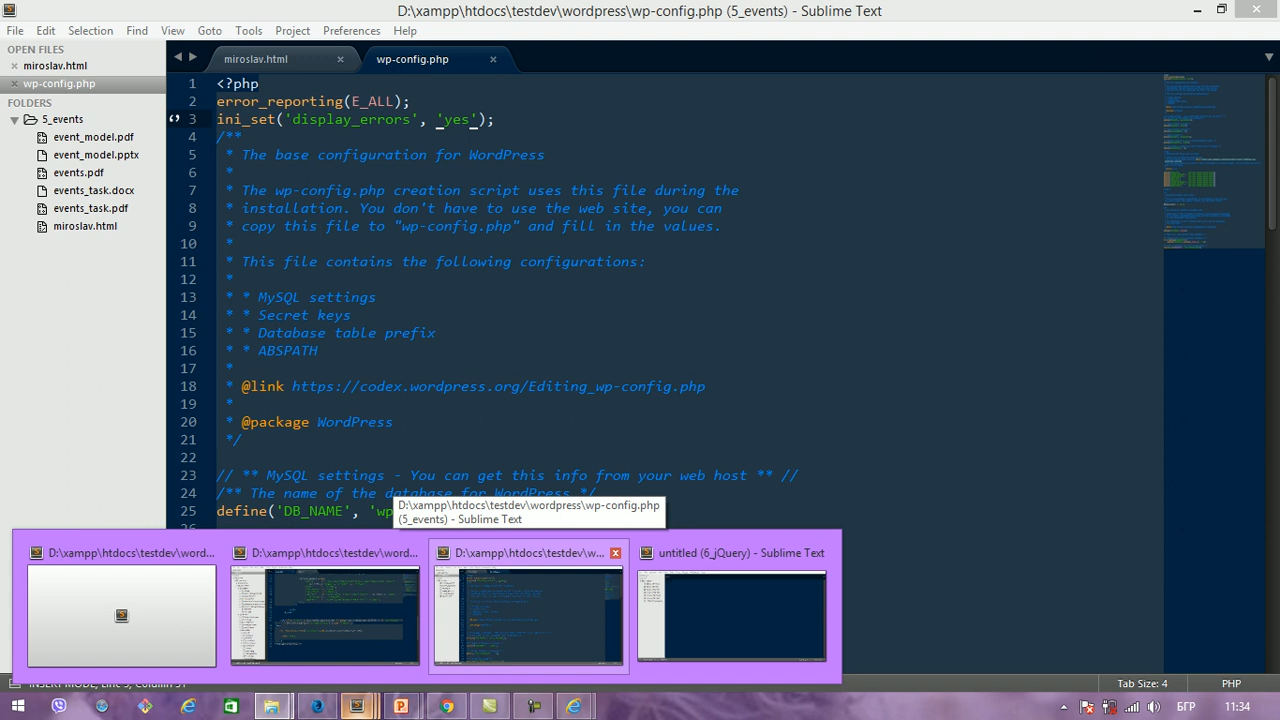 D:\xampp\htdocs\testdev\wordpress\wp-config.php (5_events) - Sublime Text
File Edit Selection Find View Goto Tools Project Preferences Help
OPEN FILES
miroslav.html
wp-config.php
FOLDERS
5_events
event_model.pdf
event_model.pptx
events.pdf
events_task.docx
events_task.pdf
miroslav.html
miroslav.html
wp-config.php
1 <?php
2 error_reporting(E_ALL);
3 ini_set('display_errors', 'yes');
4 /**
5 * The base configuration for WordPress
6 *
7 * The wp-config.php creation script uses this file during the
8 * installation. You don't have to use the web site, you can
9 * copy this file to "wp-config.php" and fill in the values.
10 *
11 * This file contains the following configurations:
12 *
13 * * MySQL settings
14 * * Secret keys
15 * * Database table prefix
16 * * ABSPATH
17 *
18 * @link https://codex.wordpress.org/Editing_wp-config.php
19 *
20 * @package WordPress
21 */
22
23 // ** MySQL settings - You can get this info from your web host ** //
24 /** The name of the database for WordPress */
25 define('DB_NAME', 'wp
D:\xampp\htdocs\testdev\wordpress\wp-config.php
(5_events) - Sublime Text
D:\xampp\htdocs\testdev\word...
D:\xampp\htdocs\testdev\word...
D:\xampp\htdocs\testdev\w...
untitled (6_jQuery) - Sublime Text
Tab Size: 4
PHP
БГР
11:34